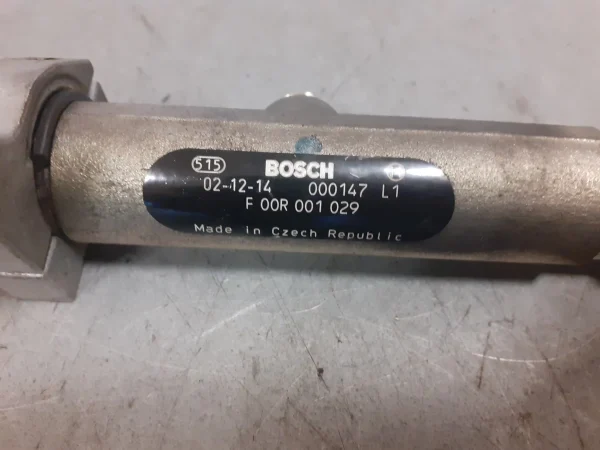 515 BOSCH K
02-12-14 000147 L1
F 00R 001 029
Made in Czech Republic